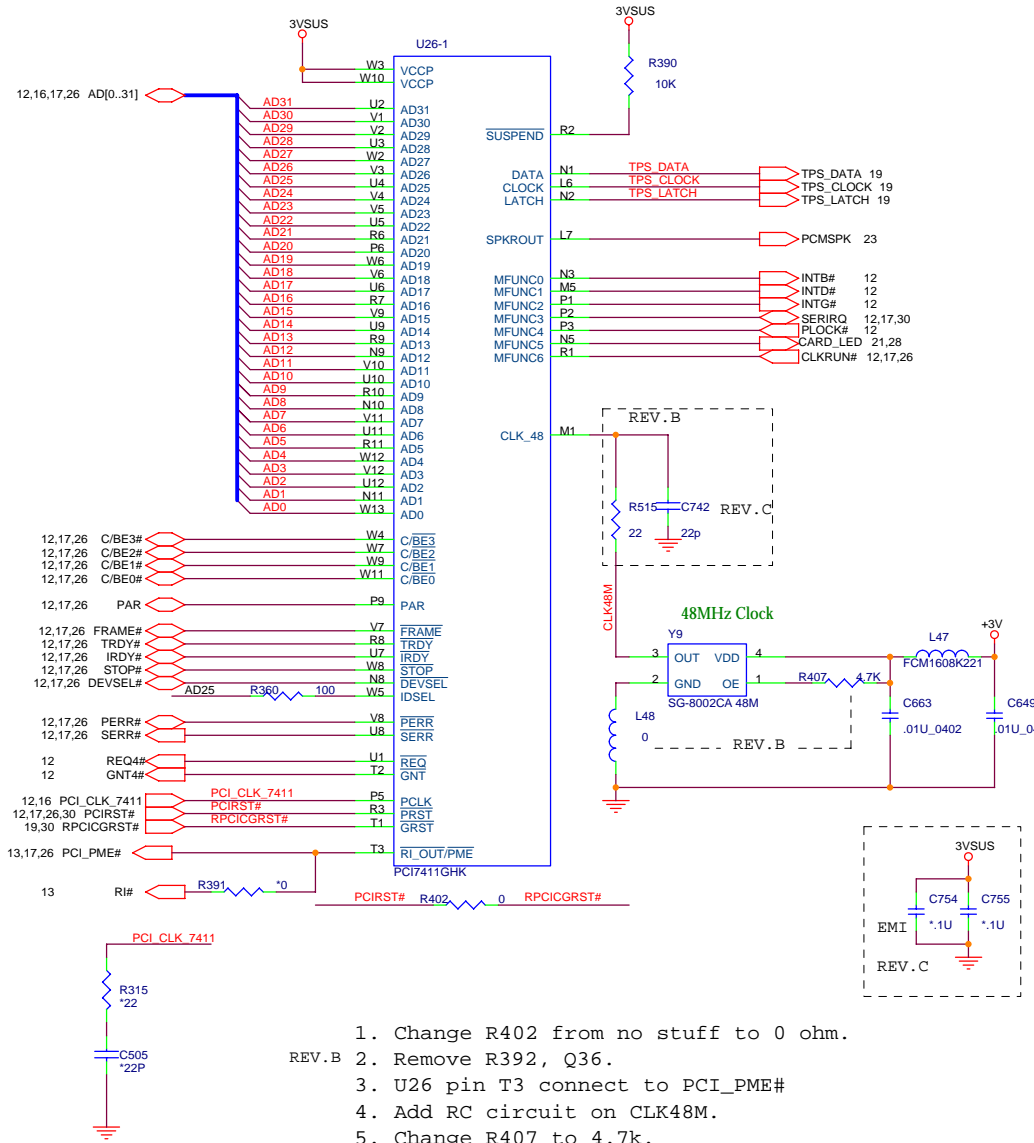 3VSUS
U26-1
3VSUS
R390
10K
12,16,17,26 AD[0..31]
W3 VCCP
W10 VCCP
AD31 U2 AD31
AD30 V1 AD30
AD29 V2 AD29
AD28 U3 AD28
AD27 W2 AD27
AD26 V3 AD26
AD25 U4 AD25
AD24 V4 AD24
AD23 V5 AD23
AD22 U5 AD22
AD21 R6 AD21
AD20 P6 AD20
AD19 W6 AD19
AD18 V6 AD18
AD17 U6 AD17
AD16 R7 AD16
AD15 V9 AD15
AD14 U9 AD14
AD13 R9 AD13
AD12 N9 AD12
AD11 V10 AD11
AD10 U10 AD10
AD9 R10 AD9
AD8 N10 AD8
AD7 V11 AD7
AD6 U11 AD6
AD5 R11 AD5
AD4 W12 AD4
AD3 V12 AD3
AD2 U12 AD2
AD1 N11 AD1
AD0 W13 AD0
12,17,26 C/BE3# W4 C/BE3
12,17,26 C/BE2# W7 C/BE2
12,17,26 C/BE1# W9 C/BE1
12,17,26 C/BE0# W11 C/BE0
12,17,26 PAR P9 PAR
12,17,26 FRAME# V7 FRAME
12,17,26 TRDY# R8 TRDY
12,17,26 IRDY# U7 IRDY
12,17,26 STOP# W8 STOP
12,17,26 DEVSEL# N8 DEVSEL
AD25 R360 100 W5 IDSEL
12,17,26 PERR# V8 PERR
12,17,26 SERR# U8 SERR
12 REQ4# U1 REQ
12 GNT4# T2 GNT
12,16 PCI_CLK_7411 PCI_CLK_7411 P5 PCLK
12,17,26,30 PCIRST# PCIRST# R3 PRST
19,30 RPCICGRST# RPCICGRST# T1 GRST
13,17,26 PCI_PME# T3 RI_OUT/PME
PCI7411GHK
13 RI# R391 *0
PCIRST# R402 0 RPCICGRST#
SUSPEND R2
DATA N1 TPS_DATA TPS_DATA 19
CLOCK L6 TPS_CLOCK TPS_CLOCK 19
LATCH N2 TPS_LATCH TPS_LATCH 19
SPKROUT L7 PCMSPK 23
MFUNC0 N3 INTB# 12
MFUNC1 M5 INTD# 12
MFUNC2 P1 INTG# 12
MFUNC3 P2 SERIRQ 12,17,30
MFUNC4 P3 PLOCK# 12
MFUNC5 N5 CARD_LED 21,28
MFUNC6 R1 CLKRUN# 12,17,26
CLK_48 M1
REV.B
R515 C742 REV.C
22 22p
CLK48M
48MHz Clock
Y9
3 OUT VDD 4
2 GND OE 1
SG-8002CA 48M
R407 4.7K
L47
FCM1608K221
+3V
L48
0
REV.B
C663
.01U_0402
C649
.01U_04
3VSUS
C754 C755
*.1U *.1U
EMI
REV.C
PCI_CLK_7411
R315
*22
C505
*22P
1. Change R402 from no stuff to 0 ohm.
REV.B 2. Remove R392, Q36.
3. U26 pin T3 connect to PCI_PME#
4. Add RC circuit on CLK48M.
5. Change R407 to 4.7k.